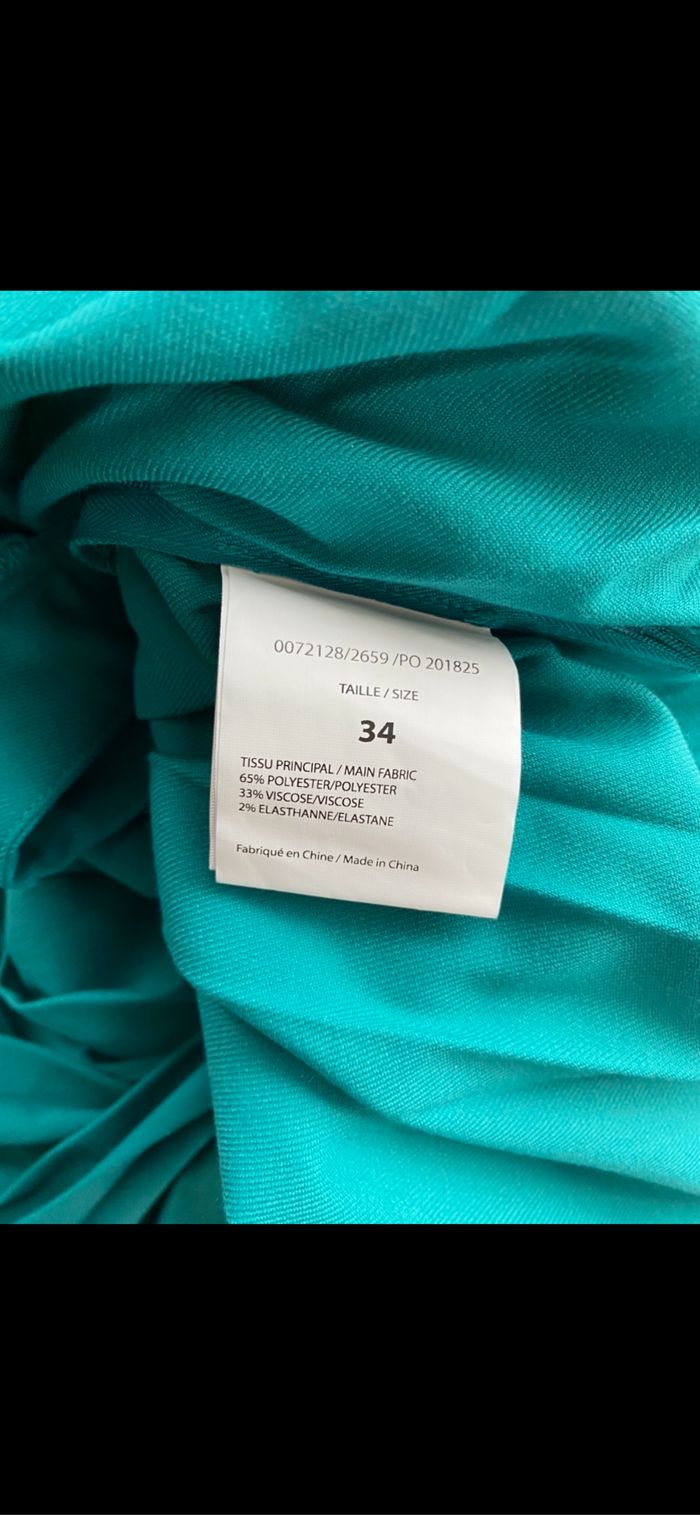 0072128/2659 /PO 201825
TAILLE / SIZE
34
TISSU PRINCIPAL / MAIN FABRIC
65% POLYESTER/POLYESTER
33% VISCOSE/VISCOSE
2% ELASTHANNE/ELASTANE
Fabriqué en Chine / Made in China